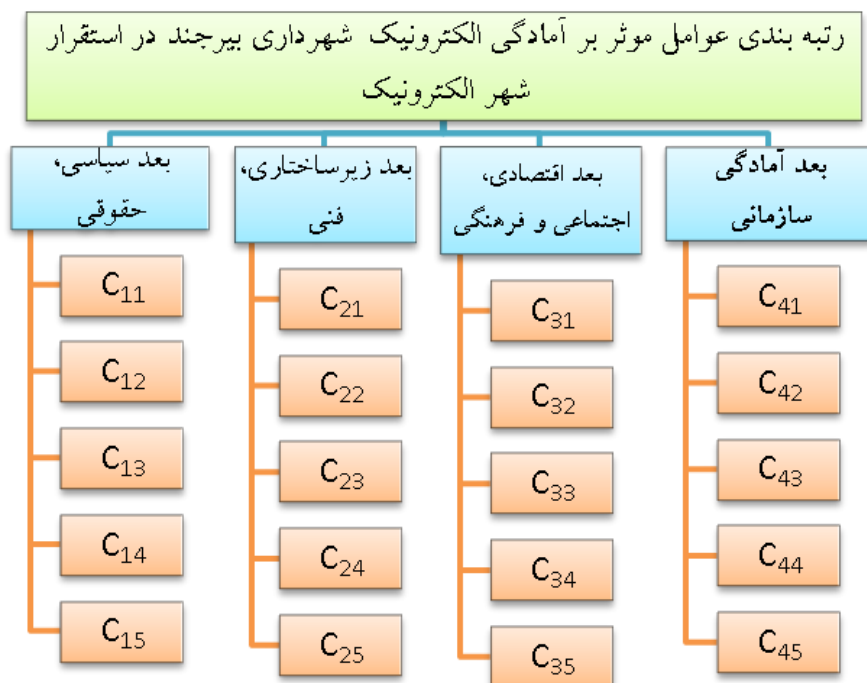 رتبه بندی عوامل موثر بر آمادگی الکترونیک شهرداری بیرجند در استقرار
شهر الکترونیک
بعد آمادگی
سازمانی
C41
C42
C43
C44
C45
بعد اقتصادی،
اجتماعی و فرهنگی
C31
C32
C33
C34
C35
بعد زیرساختاری،
فنی
C21
C22
C23
C24
C25
بعد سیاسی،
حقوقی
C11
C12
C13
C14
C15